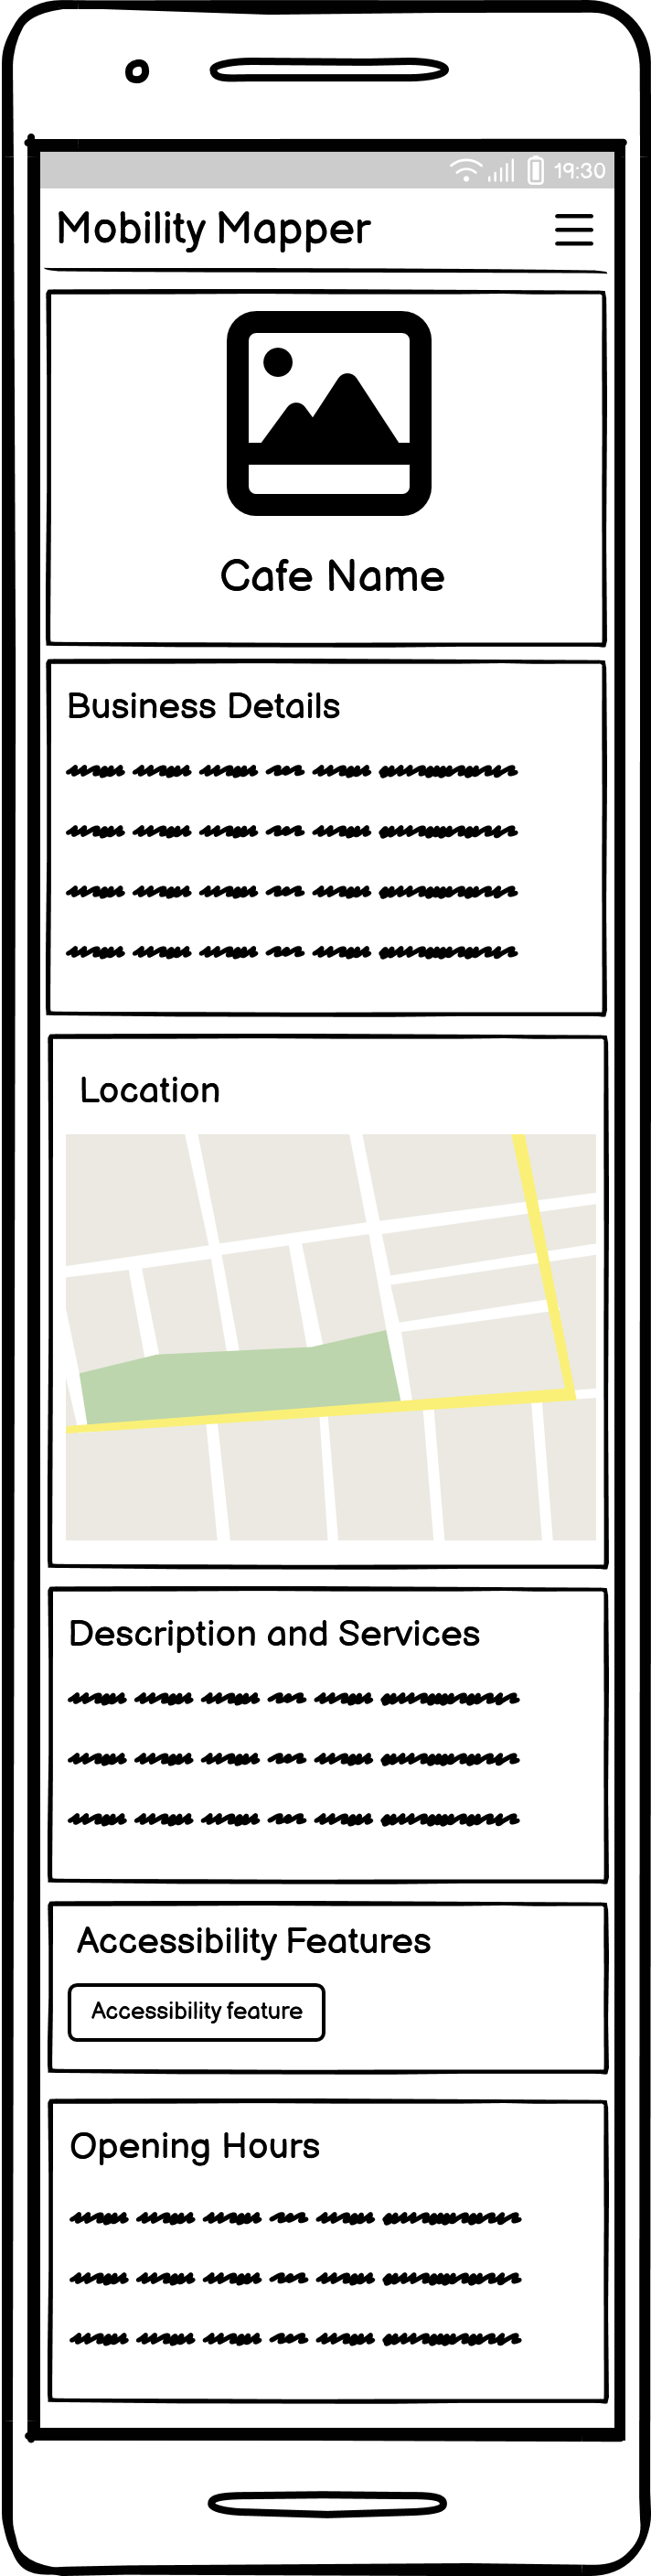 19:30
Mobility Mapper
Cafe Name
Business Details
Location
Description and Services
Accessibility Features
Accessibility feature
Opening Hours